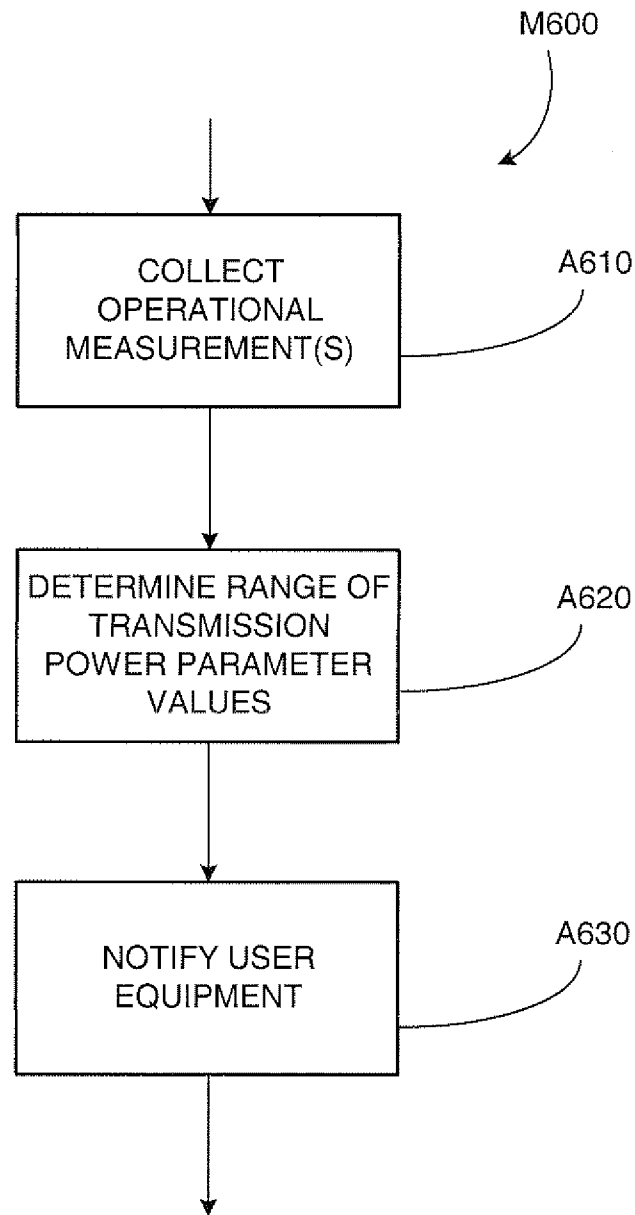 M600
COLLECT
OPERATIONAL
MEASUREMENT(S)
A610
DETERMINE RANGE OF
TRANSMISSION
POWER PARAMETER
VALUES
A620
NOTIFY USER
EQUIPMENT
A630